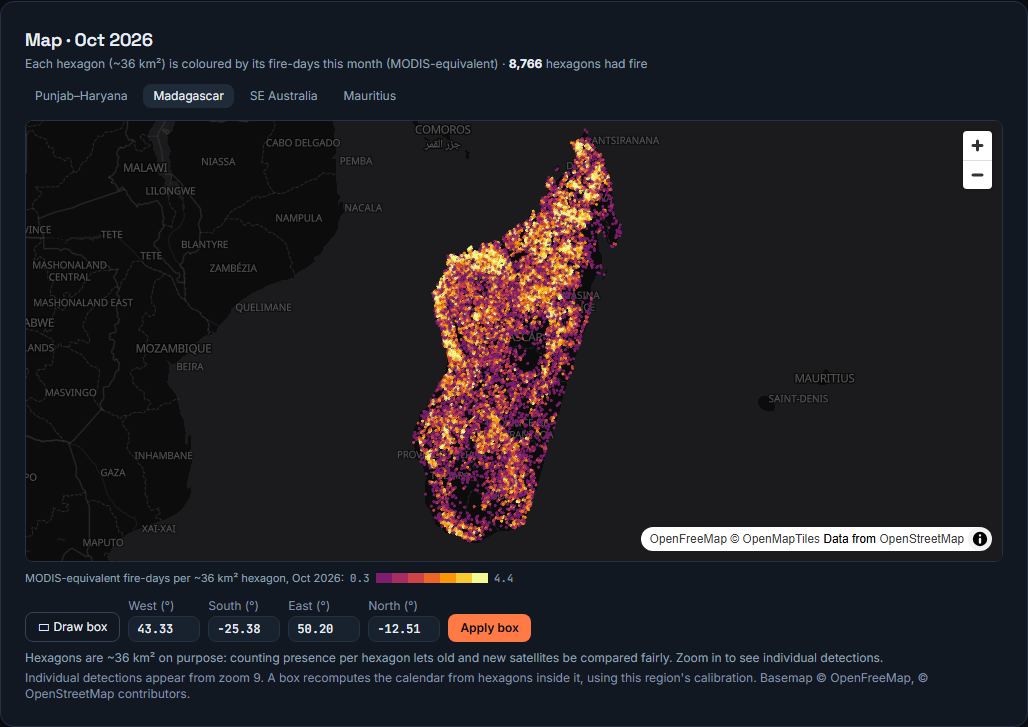 Map · Oct 2026
Each hexagon (~36 km²) is coloured by its fire-days this month (MODIS-equivalent) · 8,766 hexagons had fire
Punjab–Haryana Madagascar SE Australia Mauritius
COMOROS
جزر القمر
ANTSIRANANA
CABO DELGADO
PEMBA
NIASSA
MALAWI
LILONGWE
NACALA
NAMPULA
VINCE
TETE
BLANTYRE
TETE
ZAMBÉZIA
MASHONALAND
CENTRAL
MASHONALAND EAST
QUELIMANE
ABWE
LANDS
MOZAMBIQUE
BEIRA
MASVINGO
MAURITIUS
SAINT-DENIS
INHAMBANE
GAZA
PO
XAI-XAI
MAPUTO
ASINA
ASCAR
PROV
+
−
OpenFreeMap © OpenMapTiles Data from OpenStreetMap
MODIS-equivalent fire-days per ~36 km² hexagon, Oct 2026: 0.3 4.4
West (°) South (°) East (°) North (°)
Draw box 43.33 -25.38 50.20 -12.51 Apply box
Hexagons are ~36 km² on purpose: counting presence per hexagon lets old and new satellites be compared fairly. Zoom in to see individual detections.
Individual detections appear from zoom 9. A box recomputes the calendar from hexagons inside it, using this region's calibration. Basemap © OpenFreeMap, ©
OpenStreetMap contributors.